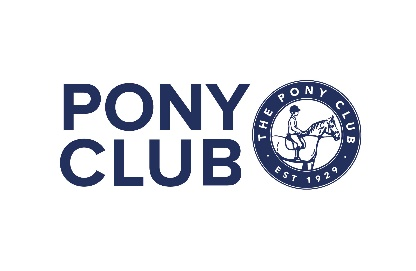 PONY
CLUB
· THE PONY CLUB ·
EST 1929